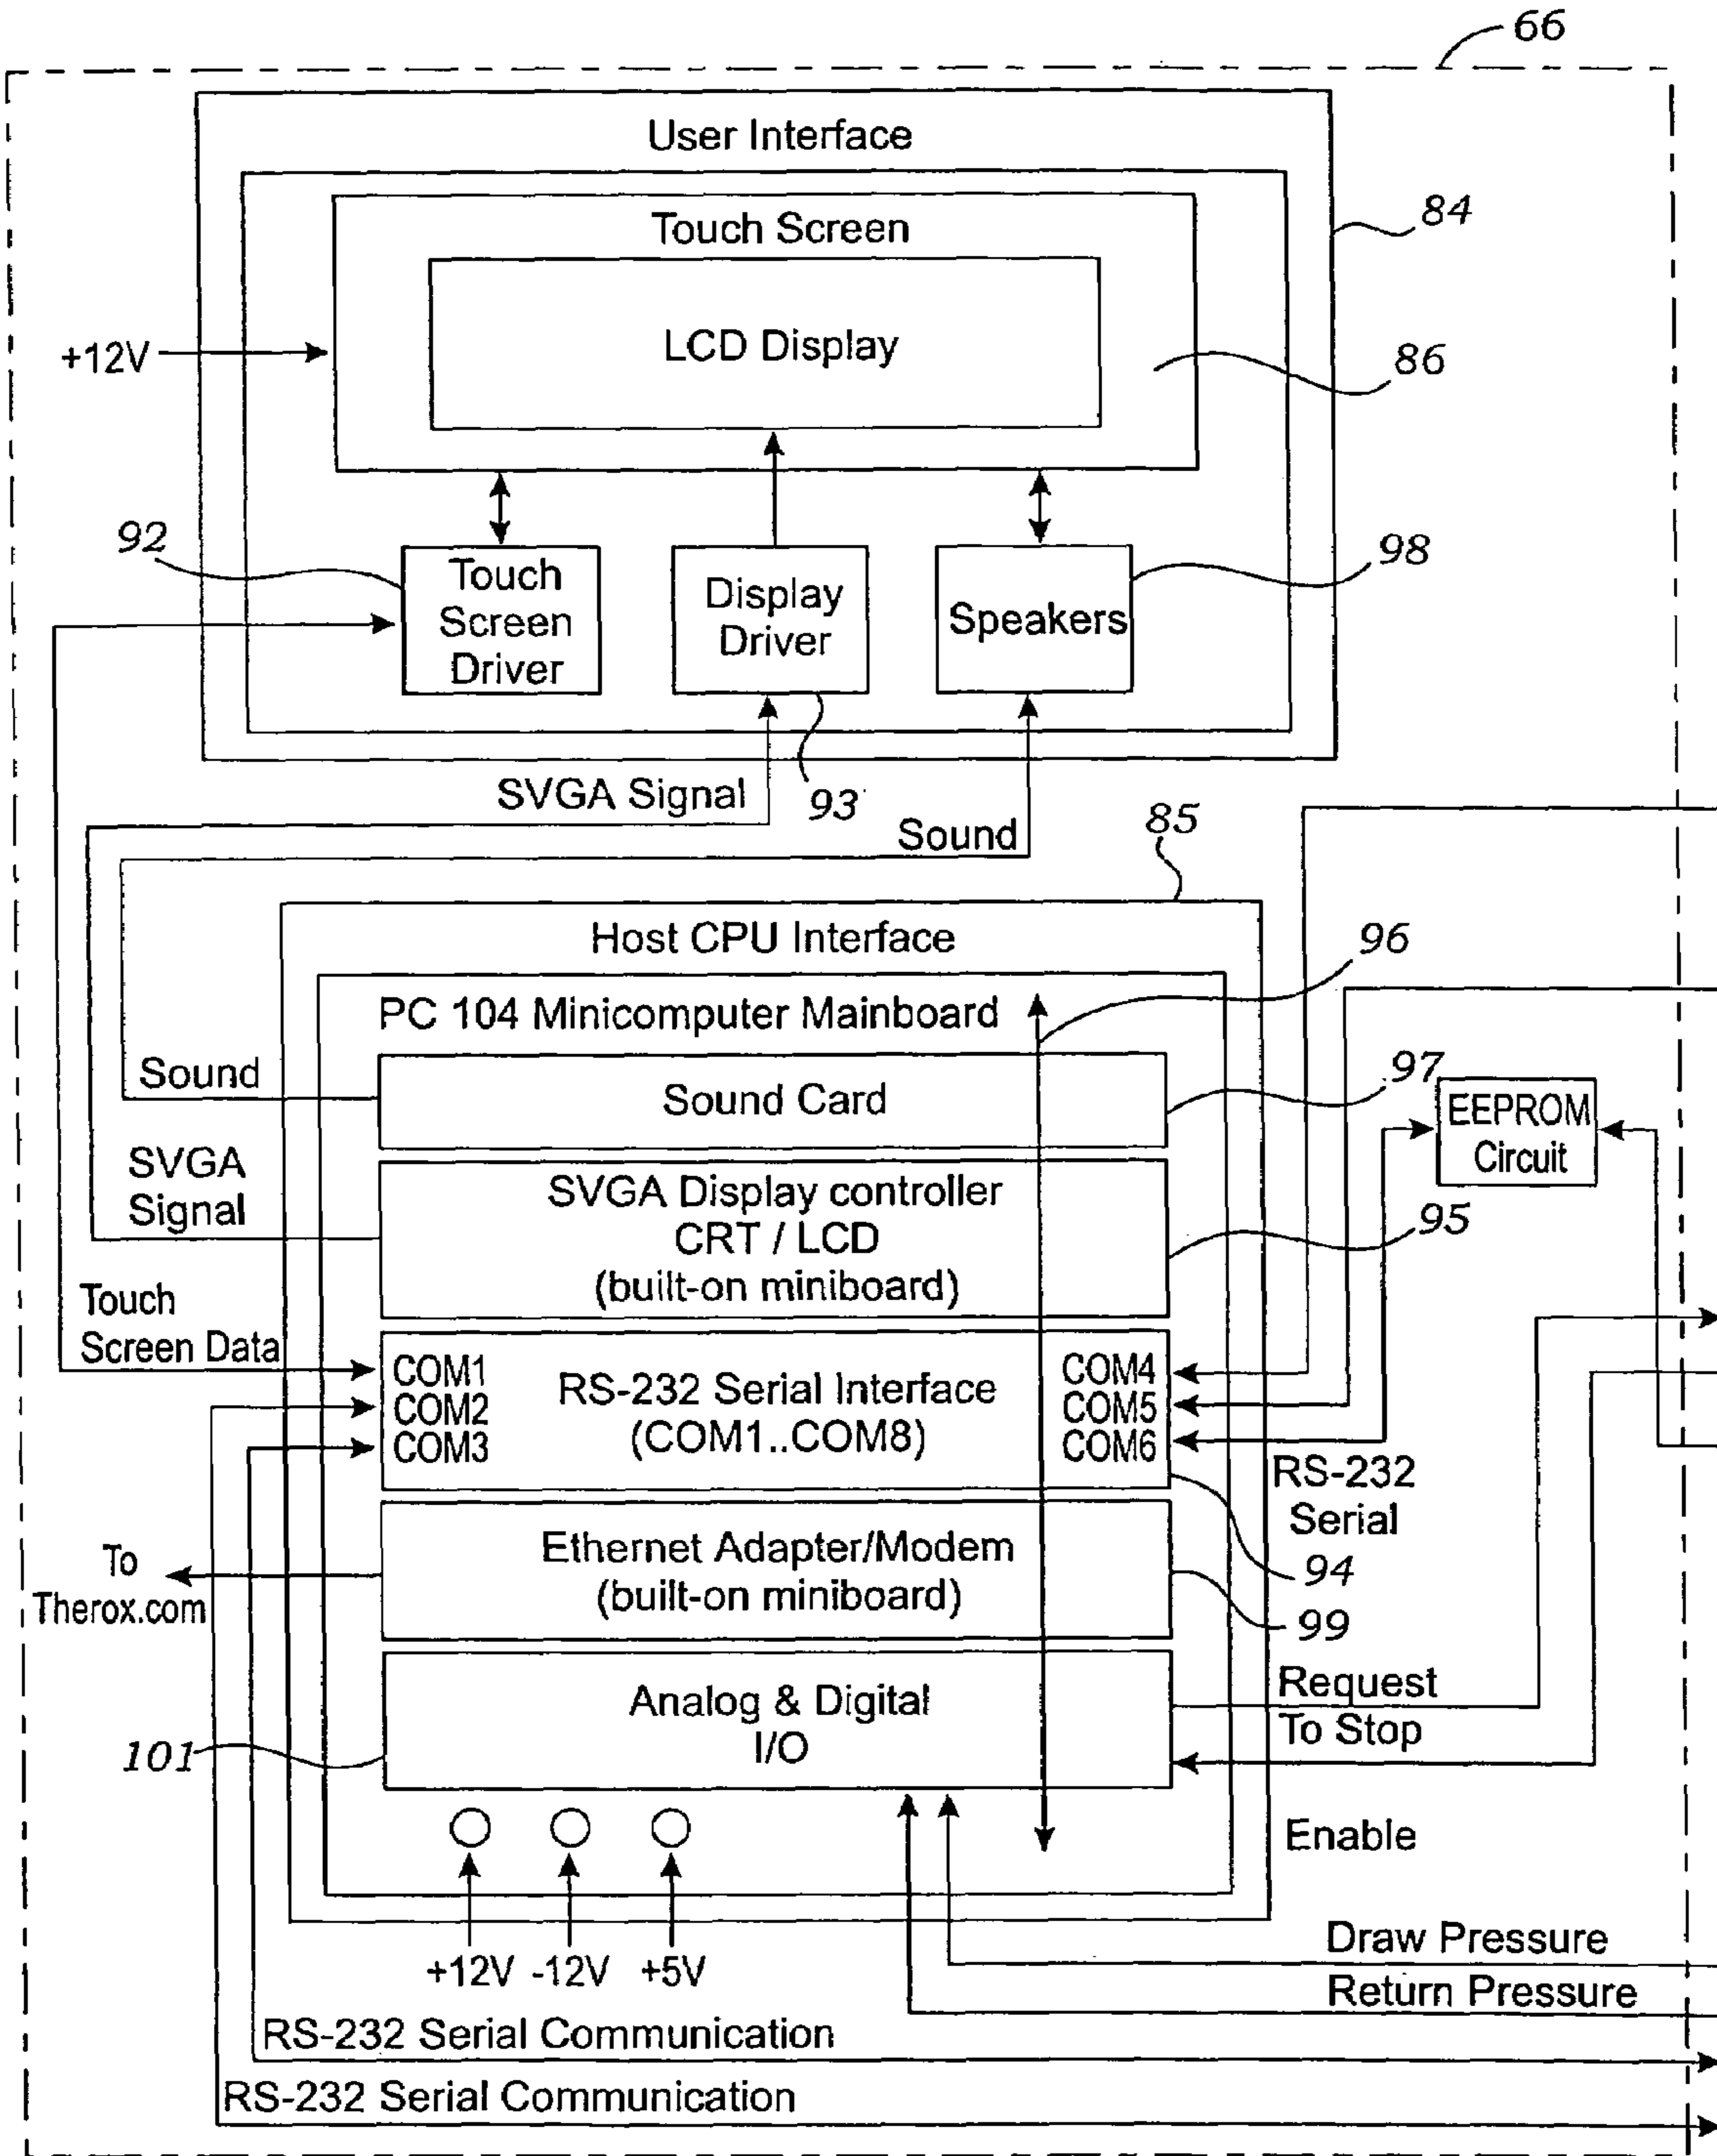 66
User Interface
84
Touch Screen
LCD Display
+12V
86
92
Touch
Screen
Driver
Display
Driver
Speakers
98
SVGA Signal
93
Sound
85
Host CPU Interface
96
PC 104 Minicomputer Mainboard
Sound
Sound Card
97
EEPROM
Circuit
SVGA
Signal
SVGA Display controller
CRT / LCD
(built-on miniboard)
95
Touch
Screen Data
COM1
COM2
COM3
RS-232 Serial Interface
(COM1..COM8)
COM4
COM5
COM6
RS-232
Serial
94
To
Therox.com
Ethernet Adapter/Modem
(built-on miniboard)
99
Analog & Digital
I/O
101
Request
To Stop
Enable
+12V -12V +5V
Draw Pressure
Return Pressure
RS-232 Serial Communication
RS-232 Serial Communication